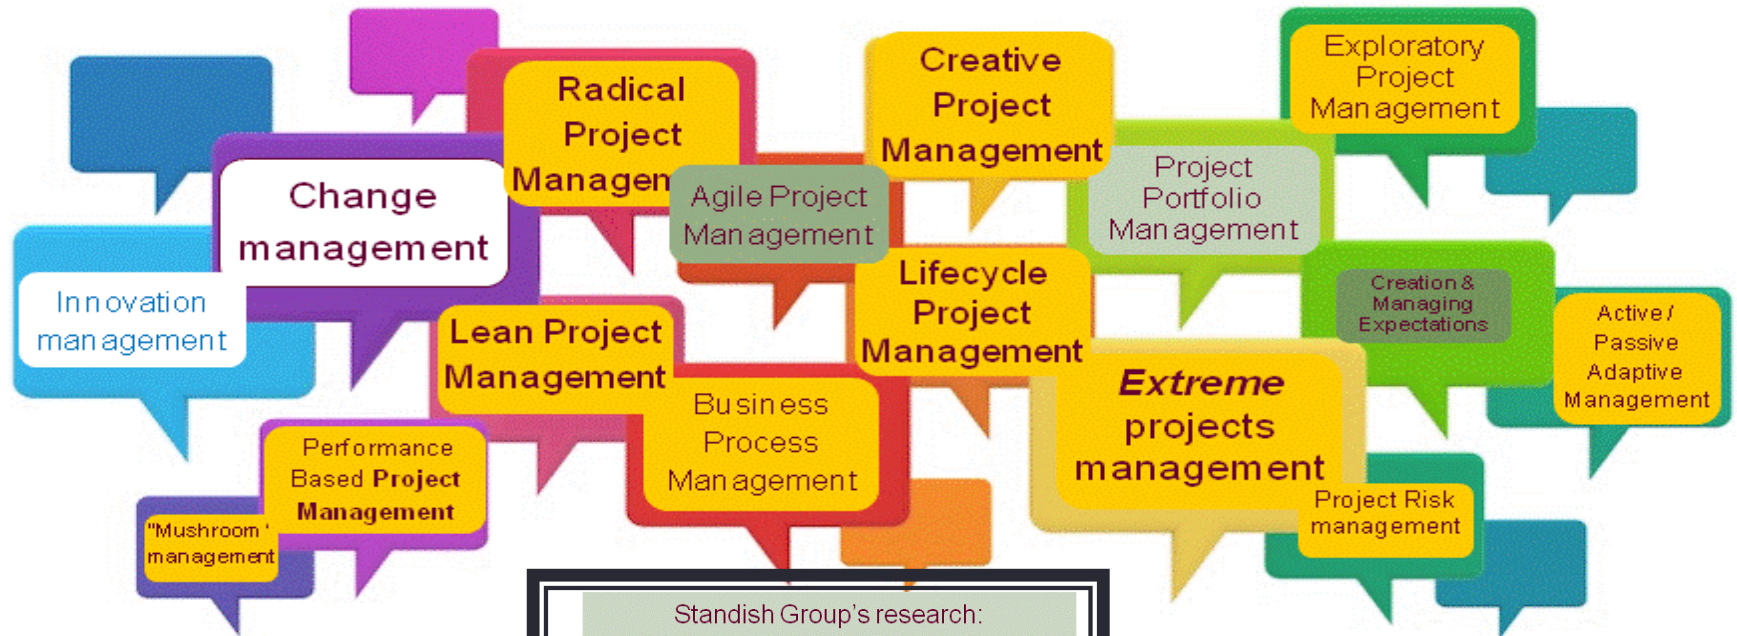 Radical
Project
Creative
Project
Management
Exploratory
Project
Management
Change
management
Agile Project
Management
Project
Portfolio
Management
Innovation
management
Lean Project
Management
Lifecycle
Project
Management
Creation &
Managing
Expectations
Active /
Passive
Adaptive
Management
Business
Process
Management
Extreme
projects
management
Performance
Based Project
Management
"Mushroom"
management
Project Risk
management
Standish Group's research: